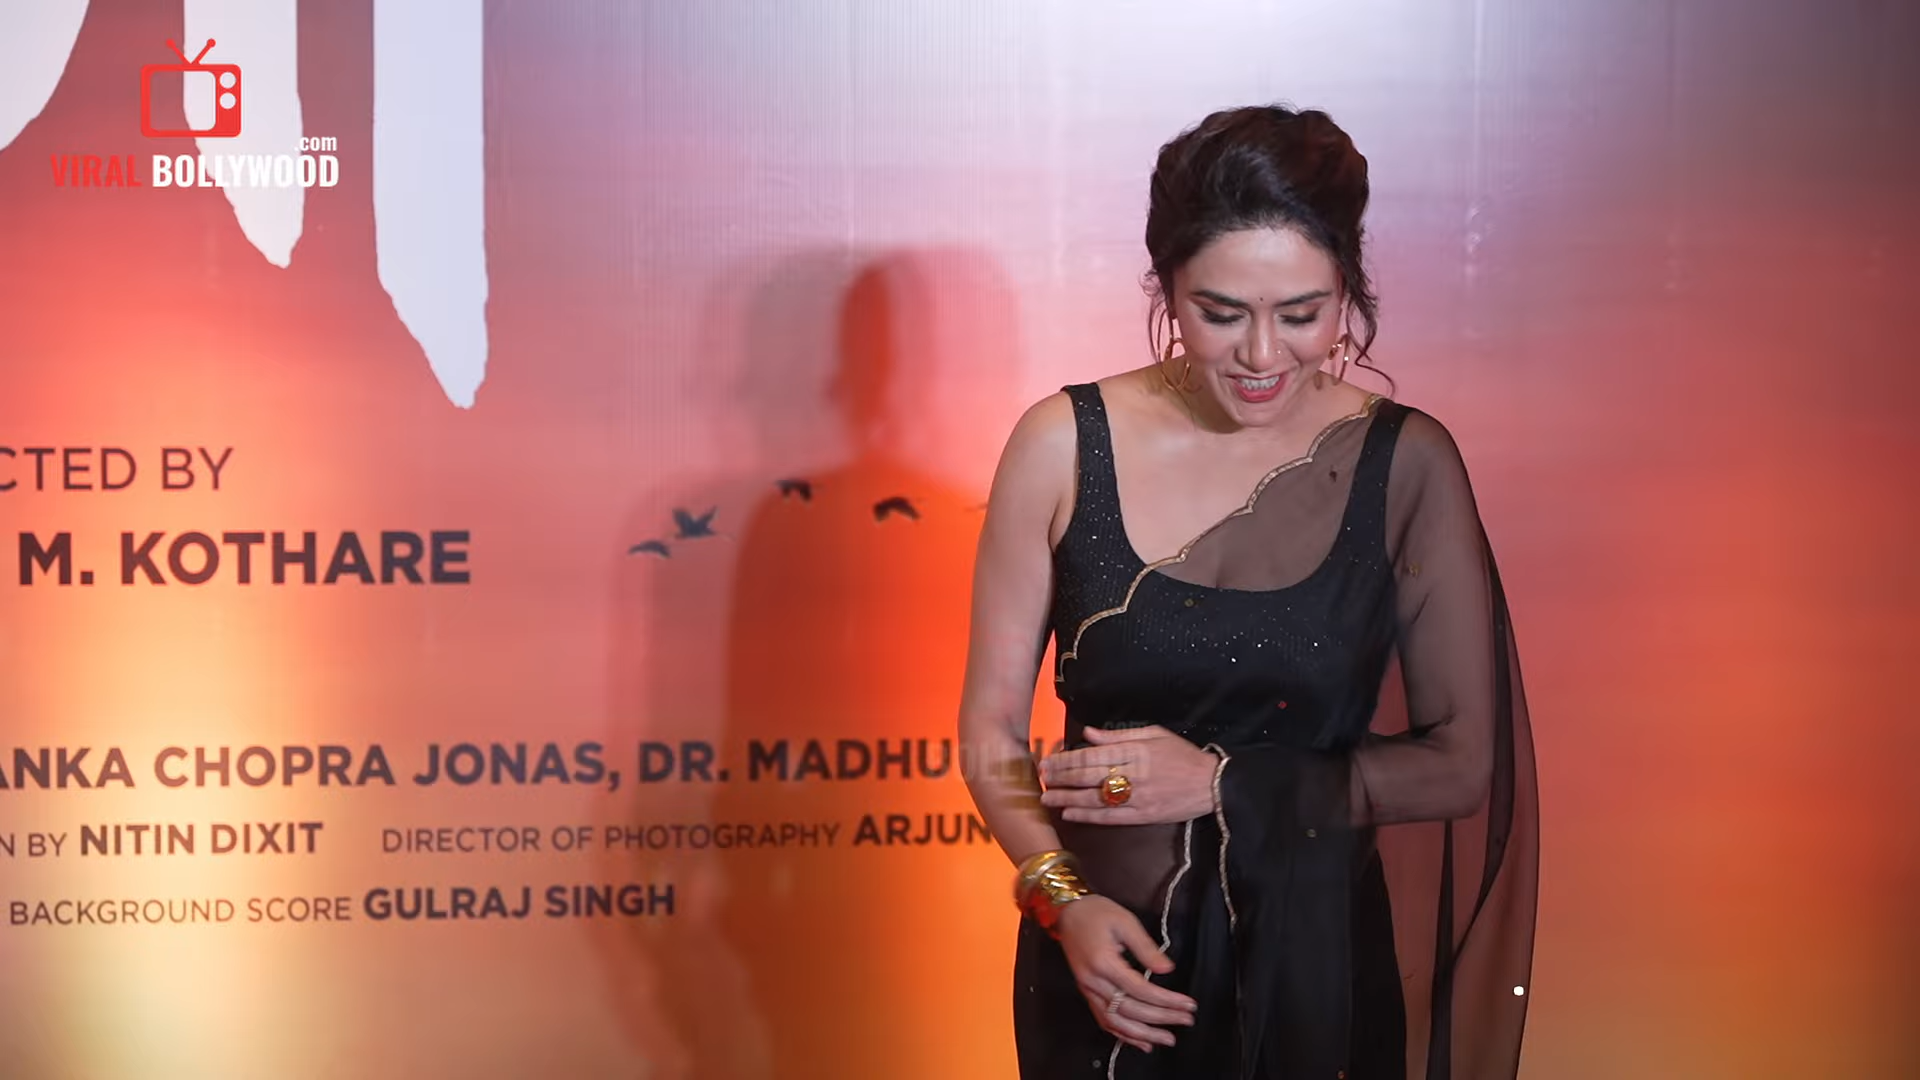 .com
VIRAL BOLLYWOOD
CTED BY
M. KOTHARE
ANKA CHOPRA JONAS, DR. MADHU
N BY NITIN DIXIT DIRECTOR OF PHOTOGRAPHY ARJUN
BACKGROUND SCORE GULRAJ SINGH